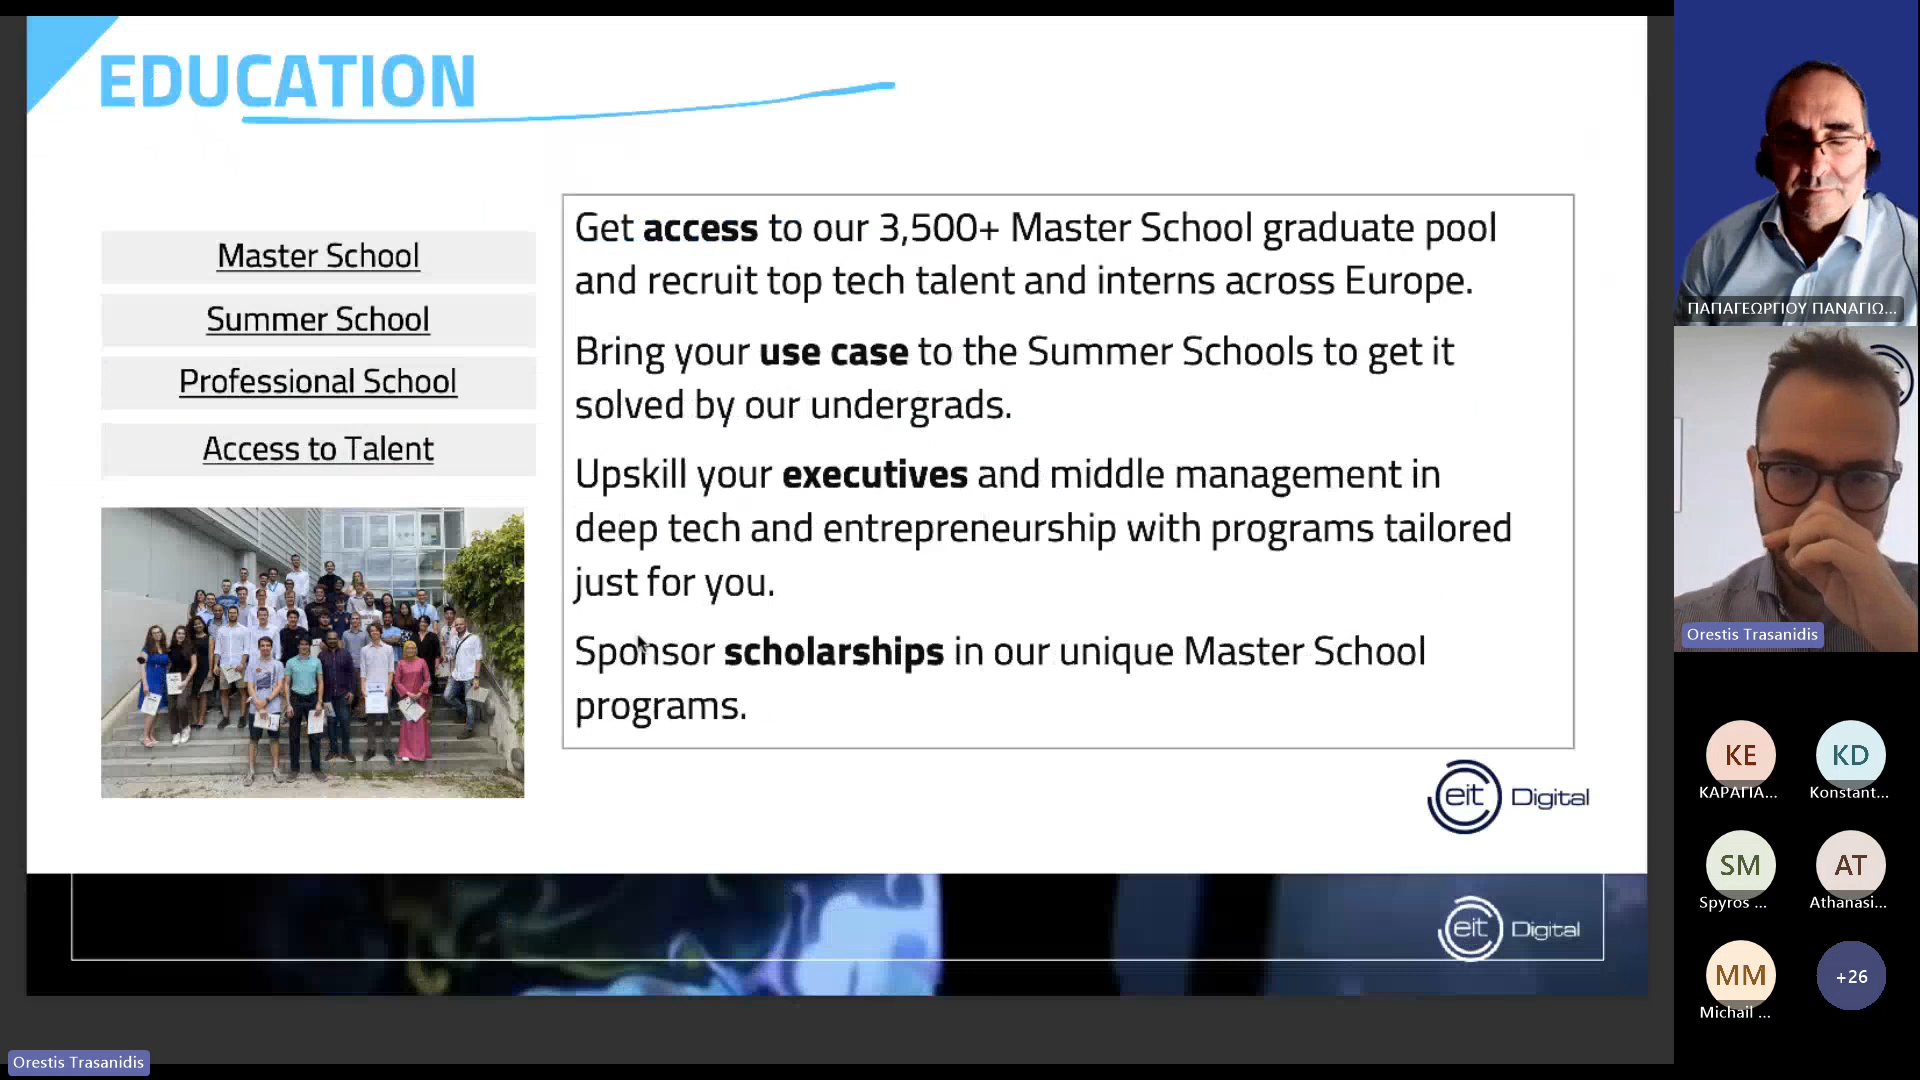 EDUCATION
Master School
Summer School
Professional School
Access to Talent
Get access to our 3,500+ Master School graduate pool
and recruit top tech talent and interns across Europe.
Bring your use case to the Summer Schools to get it
solved by our undergrads.
Upskill your executives and middle management in
deep tech and entrepreneurship with programs tailored
just for you.
Sponsor scholarships in our unique Master School
programs.
eit Digital
eit Digital
Orestis Trasanidis
ΠΑΠΑΓΕΩΡΓΙΟΥ ΠΑΝΑΓΙΩ...
Orestis Trasanidis
KE
ΚΑΡΑΓΙΑ...
KD
Konstant...
SM
Spyros ...
AT
Athanasi...
MM
Michail ...
+26